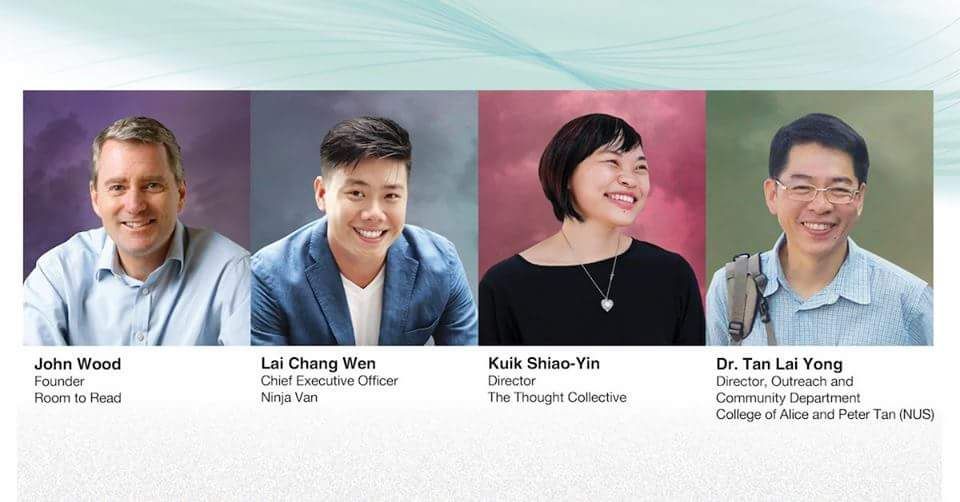 John Wood
Founder
Room to Read
Lai Chang Wen
Chief Executive Officer
Ninja Van
Kuik Shiao-Yin
Director
The Thought Collective
Dr. Tan Lai Yong
Director, Outreach and
Community Department
College of Alice and Peter Tan (NUS)